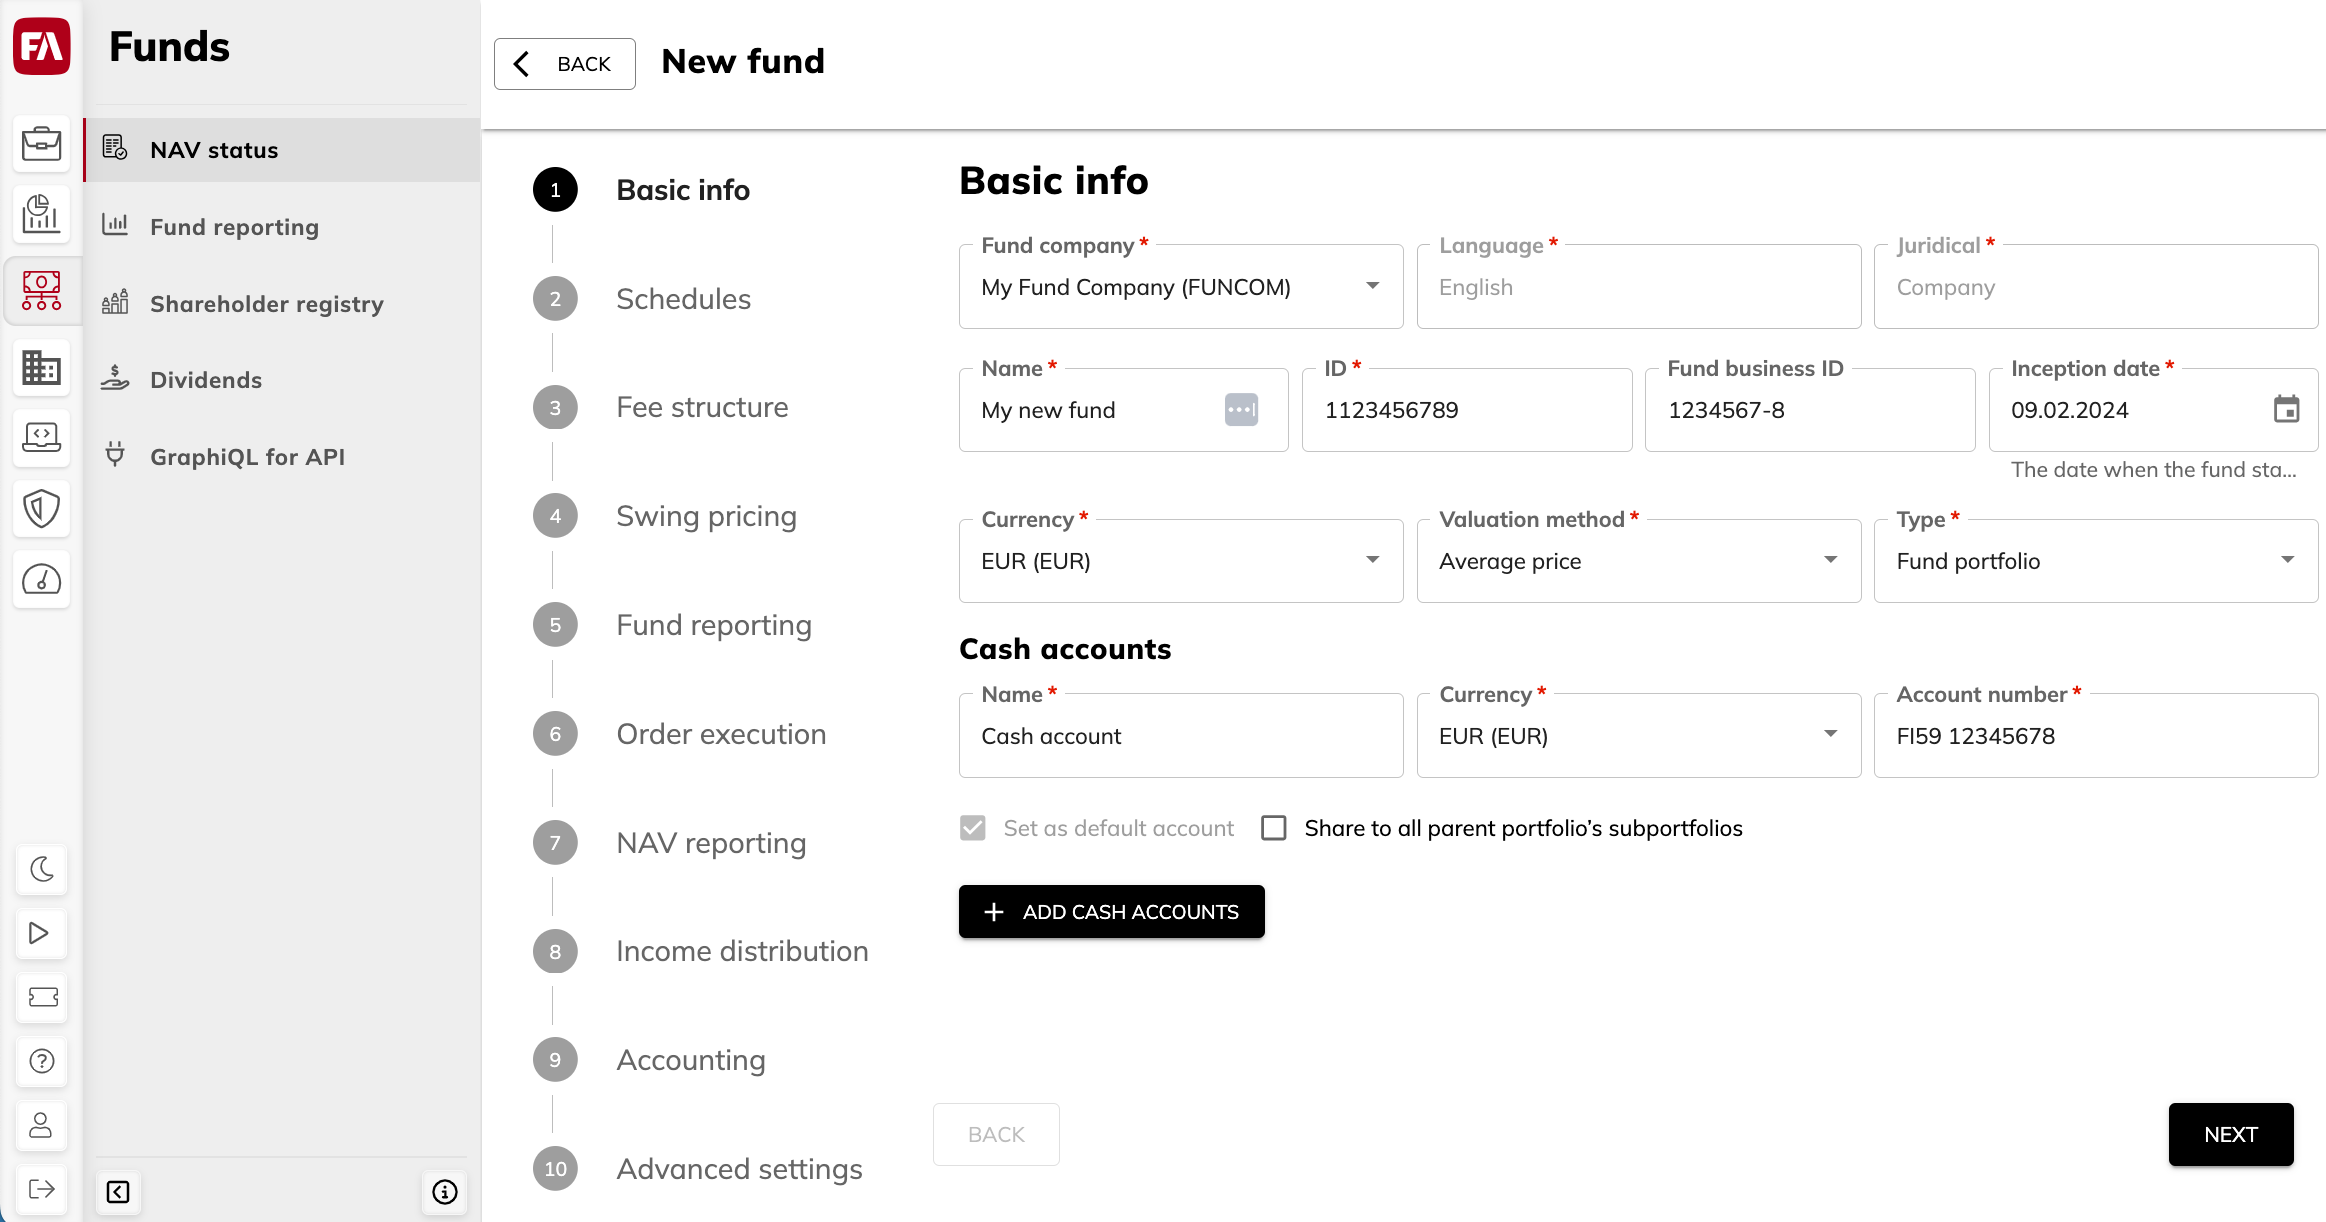 FA
Funds
NAV status
Fund reporting
Shareholder registry
Dividends
GraphiQL for API
BACK
New fund
1 Basic info
2 Schedules
3 Fee structure
4 Swing pricing
5 Fund reporting
6 Order execution
7 NAV reporting
8 Income distribution
9 Accounting
10 Advanced settings
Basic info
Fund company * Language * Juridical *
My Fund Company (FUNCOM) English Company
Name * ID * Fund business ID Inception date *
My new fund 1123456789 1234567-8 09.02.2024
The date when the fund sta...
Currency * Valuation method * Type *
EUR (EUR) Average price Fund portfolio
Cash accounts
Name * Currency * Account number *
Cash account EUR (EUR) FI59 12345678
Set as default account Share to all parent portfolio's subportfolios
ADD CASH ACCOUNTS
BACK NEXT